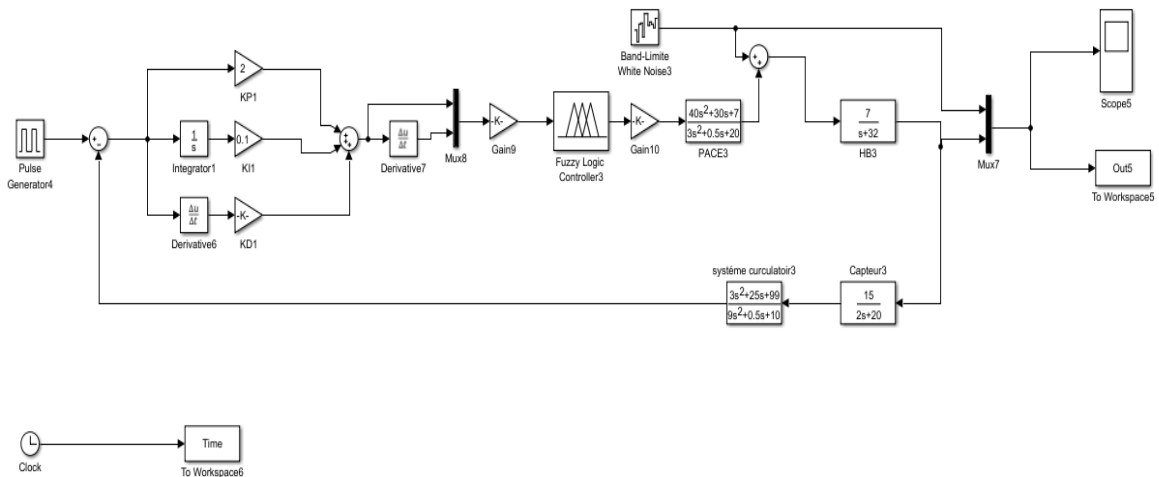 Band-Limite
White Noise3
Scope5
2
KP1
Pulse
Generator4
+
-
1
s
Integrator1
0.1
KI1
Δu
Δt
Derivative6
-K-
KD1
+
+
+
Δu
Δt
Derivative7
Mux8
-K-
Gain9
Fuzzy Logic
Controller3
-K-
Gain10
40s²+30s+7
3s²+0.5s+20
PACE3
+
+
7
s+32
HB3
Mux7
Out5
To Workspace5
systéme curculatoir3
3s²+25s+99
9s²+0.5s+10
Capteur3
15
2s+20
Clock
Time
To Workspace6